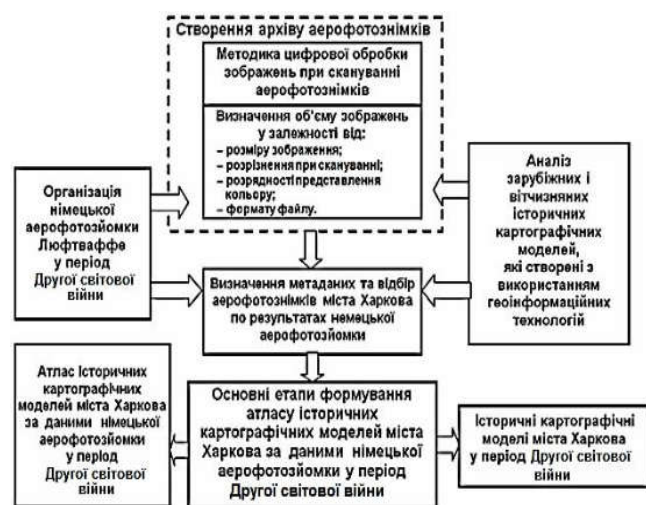 Створення архіву аерофотознімків
Методика цифрової обробки
зображень при скануванні
аерофотознімків
Визначення об'єму зображень
у залежності від:
– розміру зображення;
– розрізнення при скануванні;
– розрядності представлення
кольору;
– формату файлу.
Організація
німецької
аерофотозйомки
Люфтваффе
у період
Другої світової
війни
Аналіз
зарубіжних і
вітчизняних
історичних
картографічних
моделей,
які створені з
використанням
геоінформаційних
технологій
Визначення метаданих та відбір
аерофотознімків міста Харкова
по результатах немецької
аерофотозйомки
Атлас Історичних
картографічних
моделей міста Харкова
за даними німецької
аерофотозйомки
у період
Другої світової
війни
Основні етапи формування
атласу історичних
картографічних моделей міста
Харкова за даними німецької
аерофотозйомки у період
Другої світової війни
Історичні картографічні
моделі міста Харкова
у період Другої світової
війни